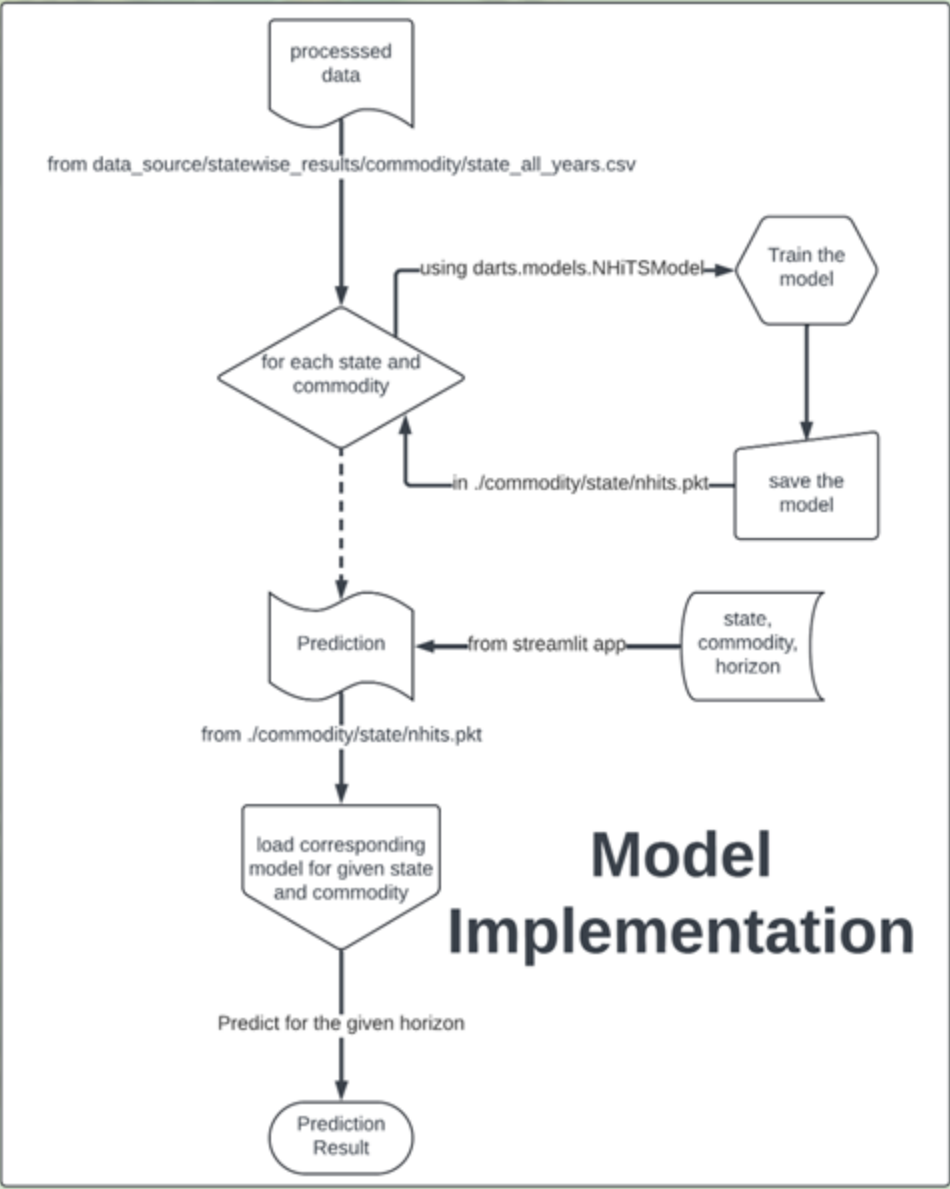 processsed
data
from data_source/statewise_results/commodity/state_all_years.csv
using darts.models.NHiTSModel
Train the
model
for each state and
commodity
in ./commodity/state/nhits.pkt
save the
model
Prediction
from streamlit app
state,
commodity,
horizon
from ./commodity/state/nhits.pkt
load corresponding
model for given state
and commodity
Model
Implementation
Predict for the given horizon
Prediction
Result